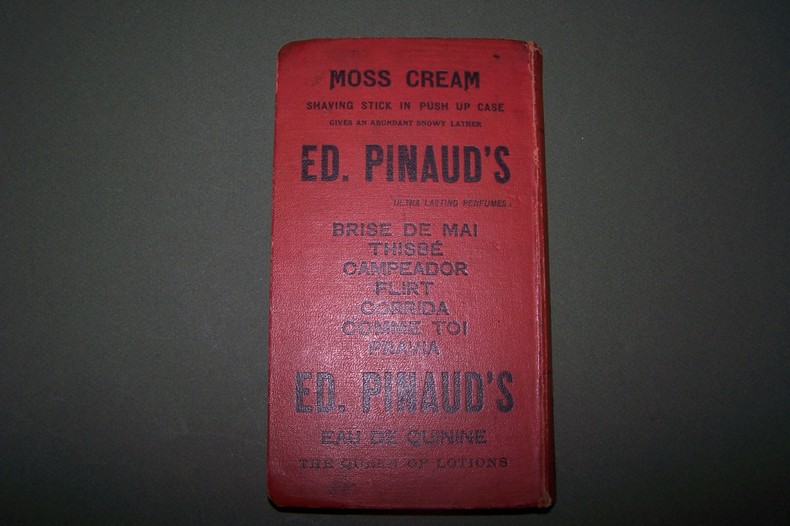 MOSS CREAM
SHAVING STICK IN PUSH UP CASE
GIVES AN ABUNDANT SNOWY LATHER
ED. PINAUD'S
ULTRA LASTING PERFUMES:
BRISE DE MAI
THISBÉ
CAMPEADOR
FLIRT
CORRIDA
COMME TOI
PRAVIA
ED. PINAUD'S
EAU DE QUININE
THE QUEEN OF LOTIONS